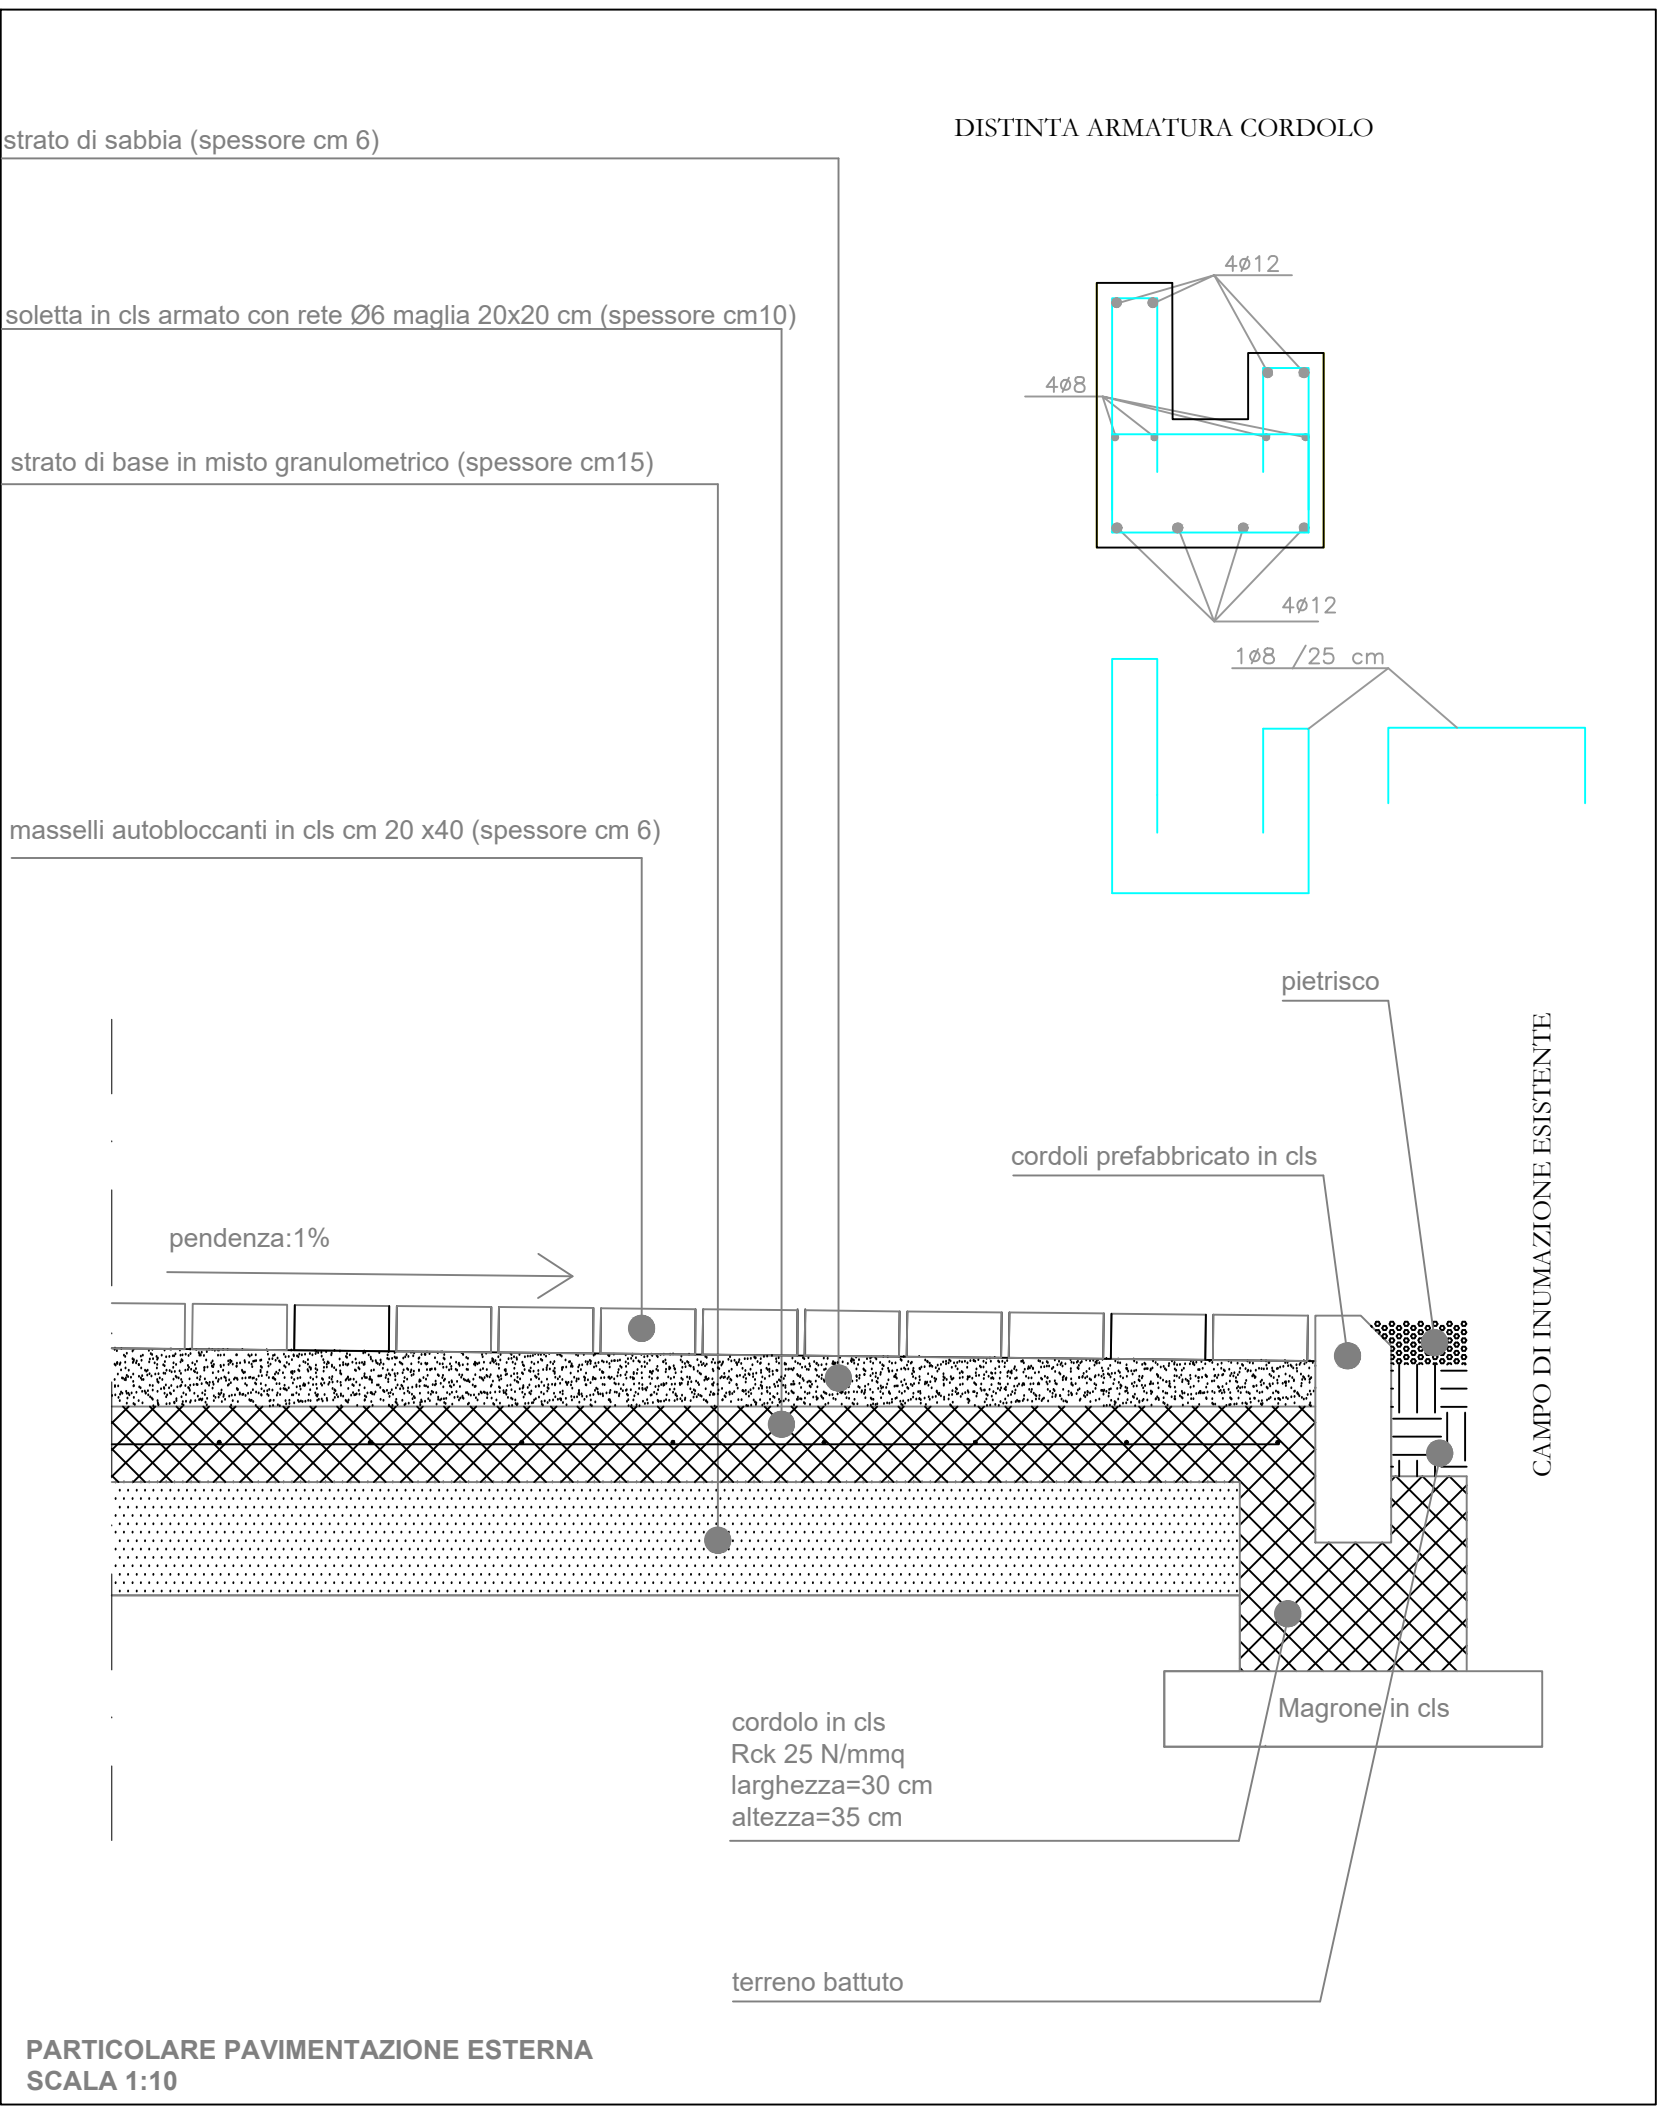 strato di sabbia (spessore cm 6)
DISTINTA ARMATURA CORDOLO
4ø12
soletta in cls armato con rete Ø6 maglia 20x20 cm (spessore cm10)
4ø8
strato di base in misto granulometrico (spessore cm15)
4ø12
1ø8 /25 cm
masselli autobloccanti in cls cm 20 x40 (spessore cm 6)
pietrisco
CAMPO DI INUMAZIONE ESISTENTE
cordoli prefabbricato in cls
pendenza:1%
Magrone in cls
cordolo in cls
Rck 25 N/mmq
larghezza=30 cm
altezza=35 cm
terreno battuto
PARTICOLARE PAVIMENTAZIONE ESTERNA
SCALA 1:10